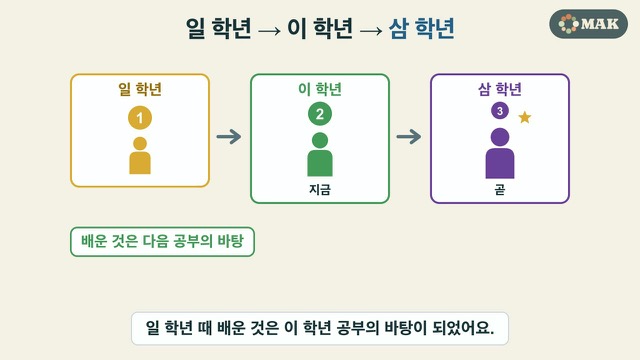 일 학년 → 이 학년 → 삼 학년
MAK
일 학년
1
이 학년
2
지금
삼 학년
3
곧
배운 것은 다음 공부의 바탕
일 학년 때 배운 것은 이 학년 공부의 바탕이 되었어요.